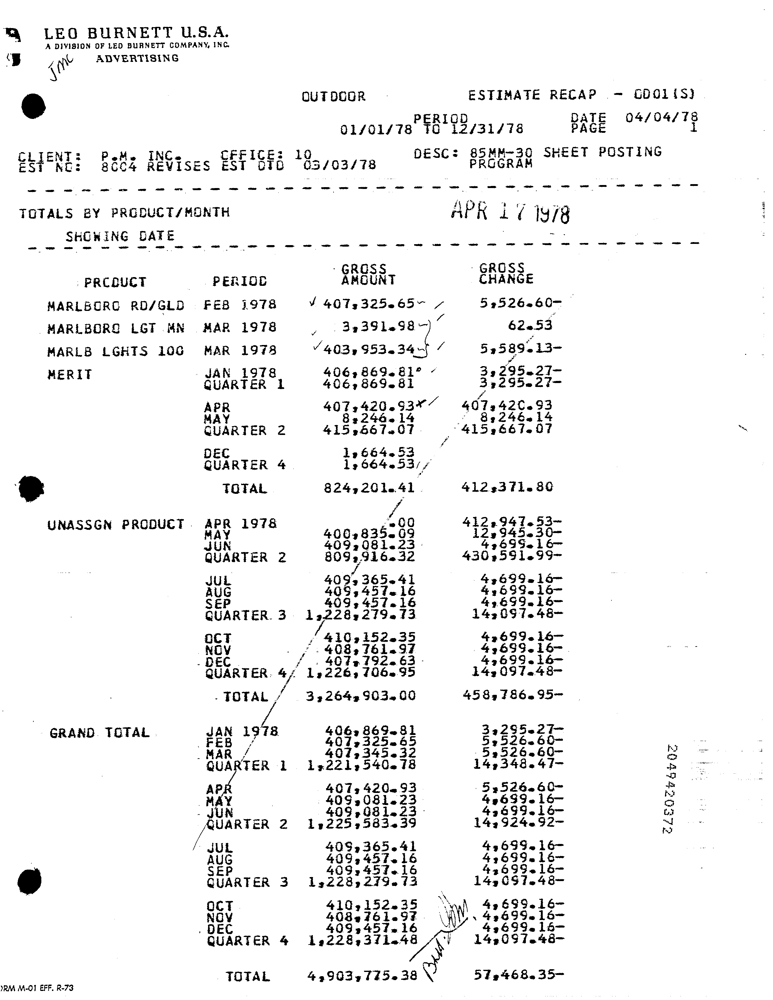 LEO BURNETT U.S.A.
A DIVISION OF LEO BURNETT COMPANY, INC.
ADVERTISING
JMC
OUTDOOR ESTIMATE RECAP - OD01(S)
PERIOD DATE 04/04/78
01/01/78 TO 12/31/78 PAGE 1
CLIENT: P.M. INC. OFFICE: 10 DESC: 85MM-30 SHEET POSTING
EST NO: 8004 REVISES EST DTD 03/03/78 PROGRAM
TOTALS BY PRODUCT/MONTH APR 17 1978
SHOWING DATE
GROSS GROSS
PRODUCT PERIOD AMOUNT CHANGE
MARLBORO RD/GLD FEB 1978 407,325.65 5,526.60-
MARLBORO LGT MN MAR 1978 3,391.98 62.53
MARLB LGHTS 100 MAR 1978 403,953.34 5,589.13-
MERIT JAN 1978 406,869.81 3,295.27-
QUARTER 1 406,869.81 3,295.27-
APR 407,420.93 407,420.93
MAY 8,246.14 8,246.14
QUARTER 2 415,667.07 415,667.07
DEC 1,664.53
QUARTER 4 1,664.53
TOTAL 824,201.41 412,371.80
UNASSGN PRODUCT APR 1978 .00 412,947.53-
MAY 400,835.09 12,945.30-
JUN 409,081.23 4,699.16-
QUARTER 2 809,916.32 430,591.99-
JUL 409,365.41 4,699.16-
AUG 409,457.16 4,699.16-
SEP 409,457.16 4,699.16-
QUARTER 3 1,228,279.73 14,097.48-
OCT 410,152.35 4,699.16-
NOV 408,761.97 4,699.16-
DEC 407,792.63 4,699.16-
QUARTER 4 1,226,706.95 14,097.48-
TOTAL 3,264,903.00 458,786.95-
GRAND TOTAL JAN 1978 406,869.81 3,295.27-
FEB 407,325.65 5,526.60-
MAR 407,345.32 5,526.60-
QUARTER 1 1,221,540.78 14,348.47-
APR 407,420.93 5,526.60-
MAY 409,081.23 4,699.16-
JUN 409,081.23 4,699.16-
QUARTER 2 1,225,583.39 14,924.92-
JUL 409,365.41 4,699.16-
AUG 409,457.16 4,699.16-
SEP 409,457.16 4,699.16-
QUARTER 3 1,228,279.73 14,097.48-
OCT 410,152.35 4,699.16-
NOV 408,761.97 4,699.16-
DEC 409,457.16 4,699.16-
QUARTER 4 1,228,371.48 14,097.48-
TOTAL 4,903,775.38 57,468.35-
2049420372
M-01 EFF. R-73